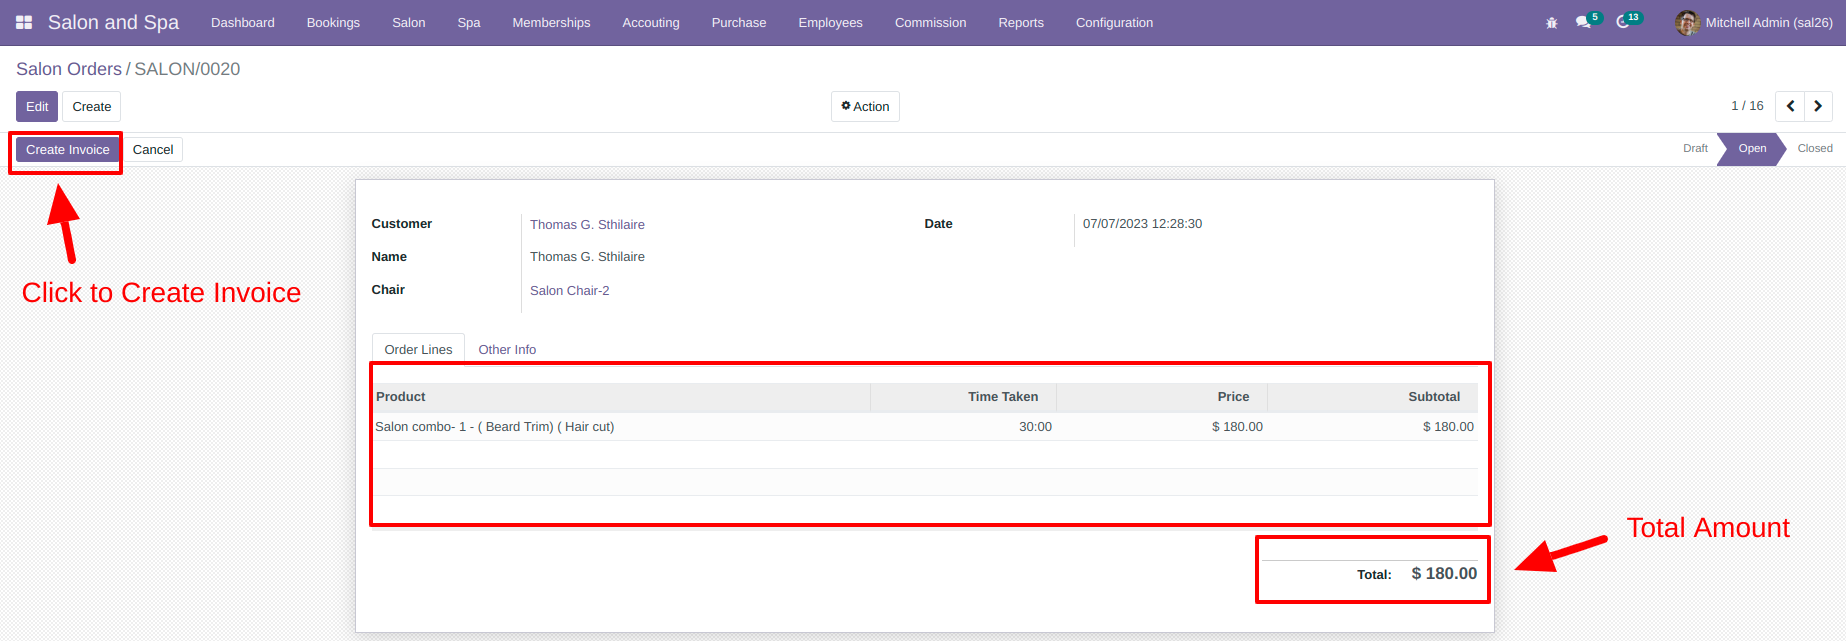 Salon and Spa Dashboard Bookings Salon Spa Memberships Accouting Purchase Employees Commission Reports Configuration 5 13 Mitchell Admin (sal26)
Salon Orders / SALON/0020
Edit Create Action 1 / 16
Create Invoice Cancel Draft Open Closed
Click to Create Invoice
Customer Thomas G. Sthilaire Date 07/07/2023 12:28:30
Name Thomas G. Sthilaire
Chair Salon Chair-2
Order Lines Other Info
Product Time Taken Price Subtotal
Salon combo- 1 - ( Beard Trim) ( Hair cut) 30:00 $ 180.00 $ 180.00
Total Amount
Total: $ 180.00